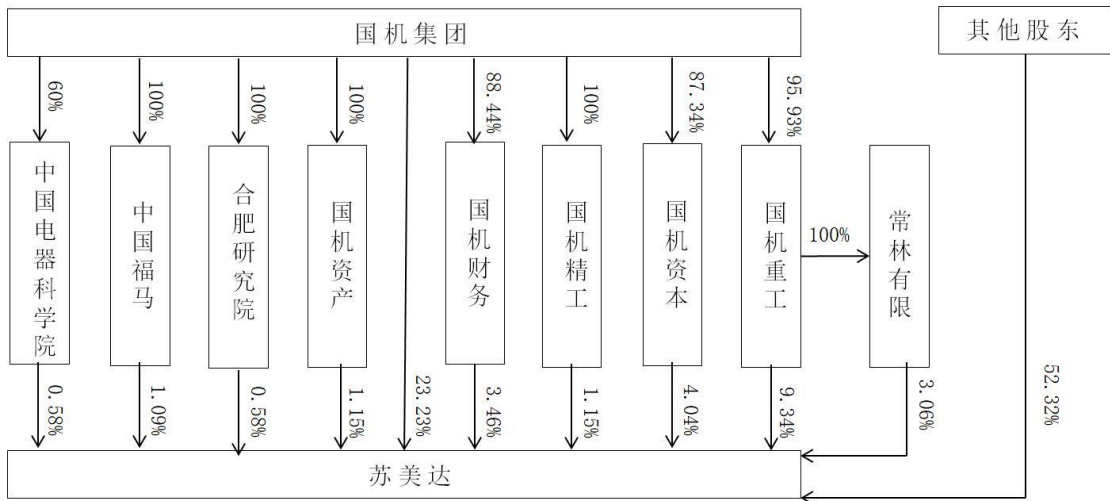 国机集团
其他股东
60%
100%
100%
100%
88.44%
100%
87.34%
95.93%
中国电器科学院
中国福马
合肥研究院
国机资产
国机财务
国机精工
国机资本
国机重工
100%
常林有限
0.58%
1.09%
0.58%
1.15%
23.23%
3.46%
1.15%
4.04%
9.34%
3.06%
52.32%
苏美达